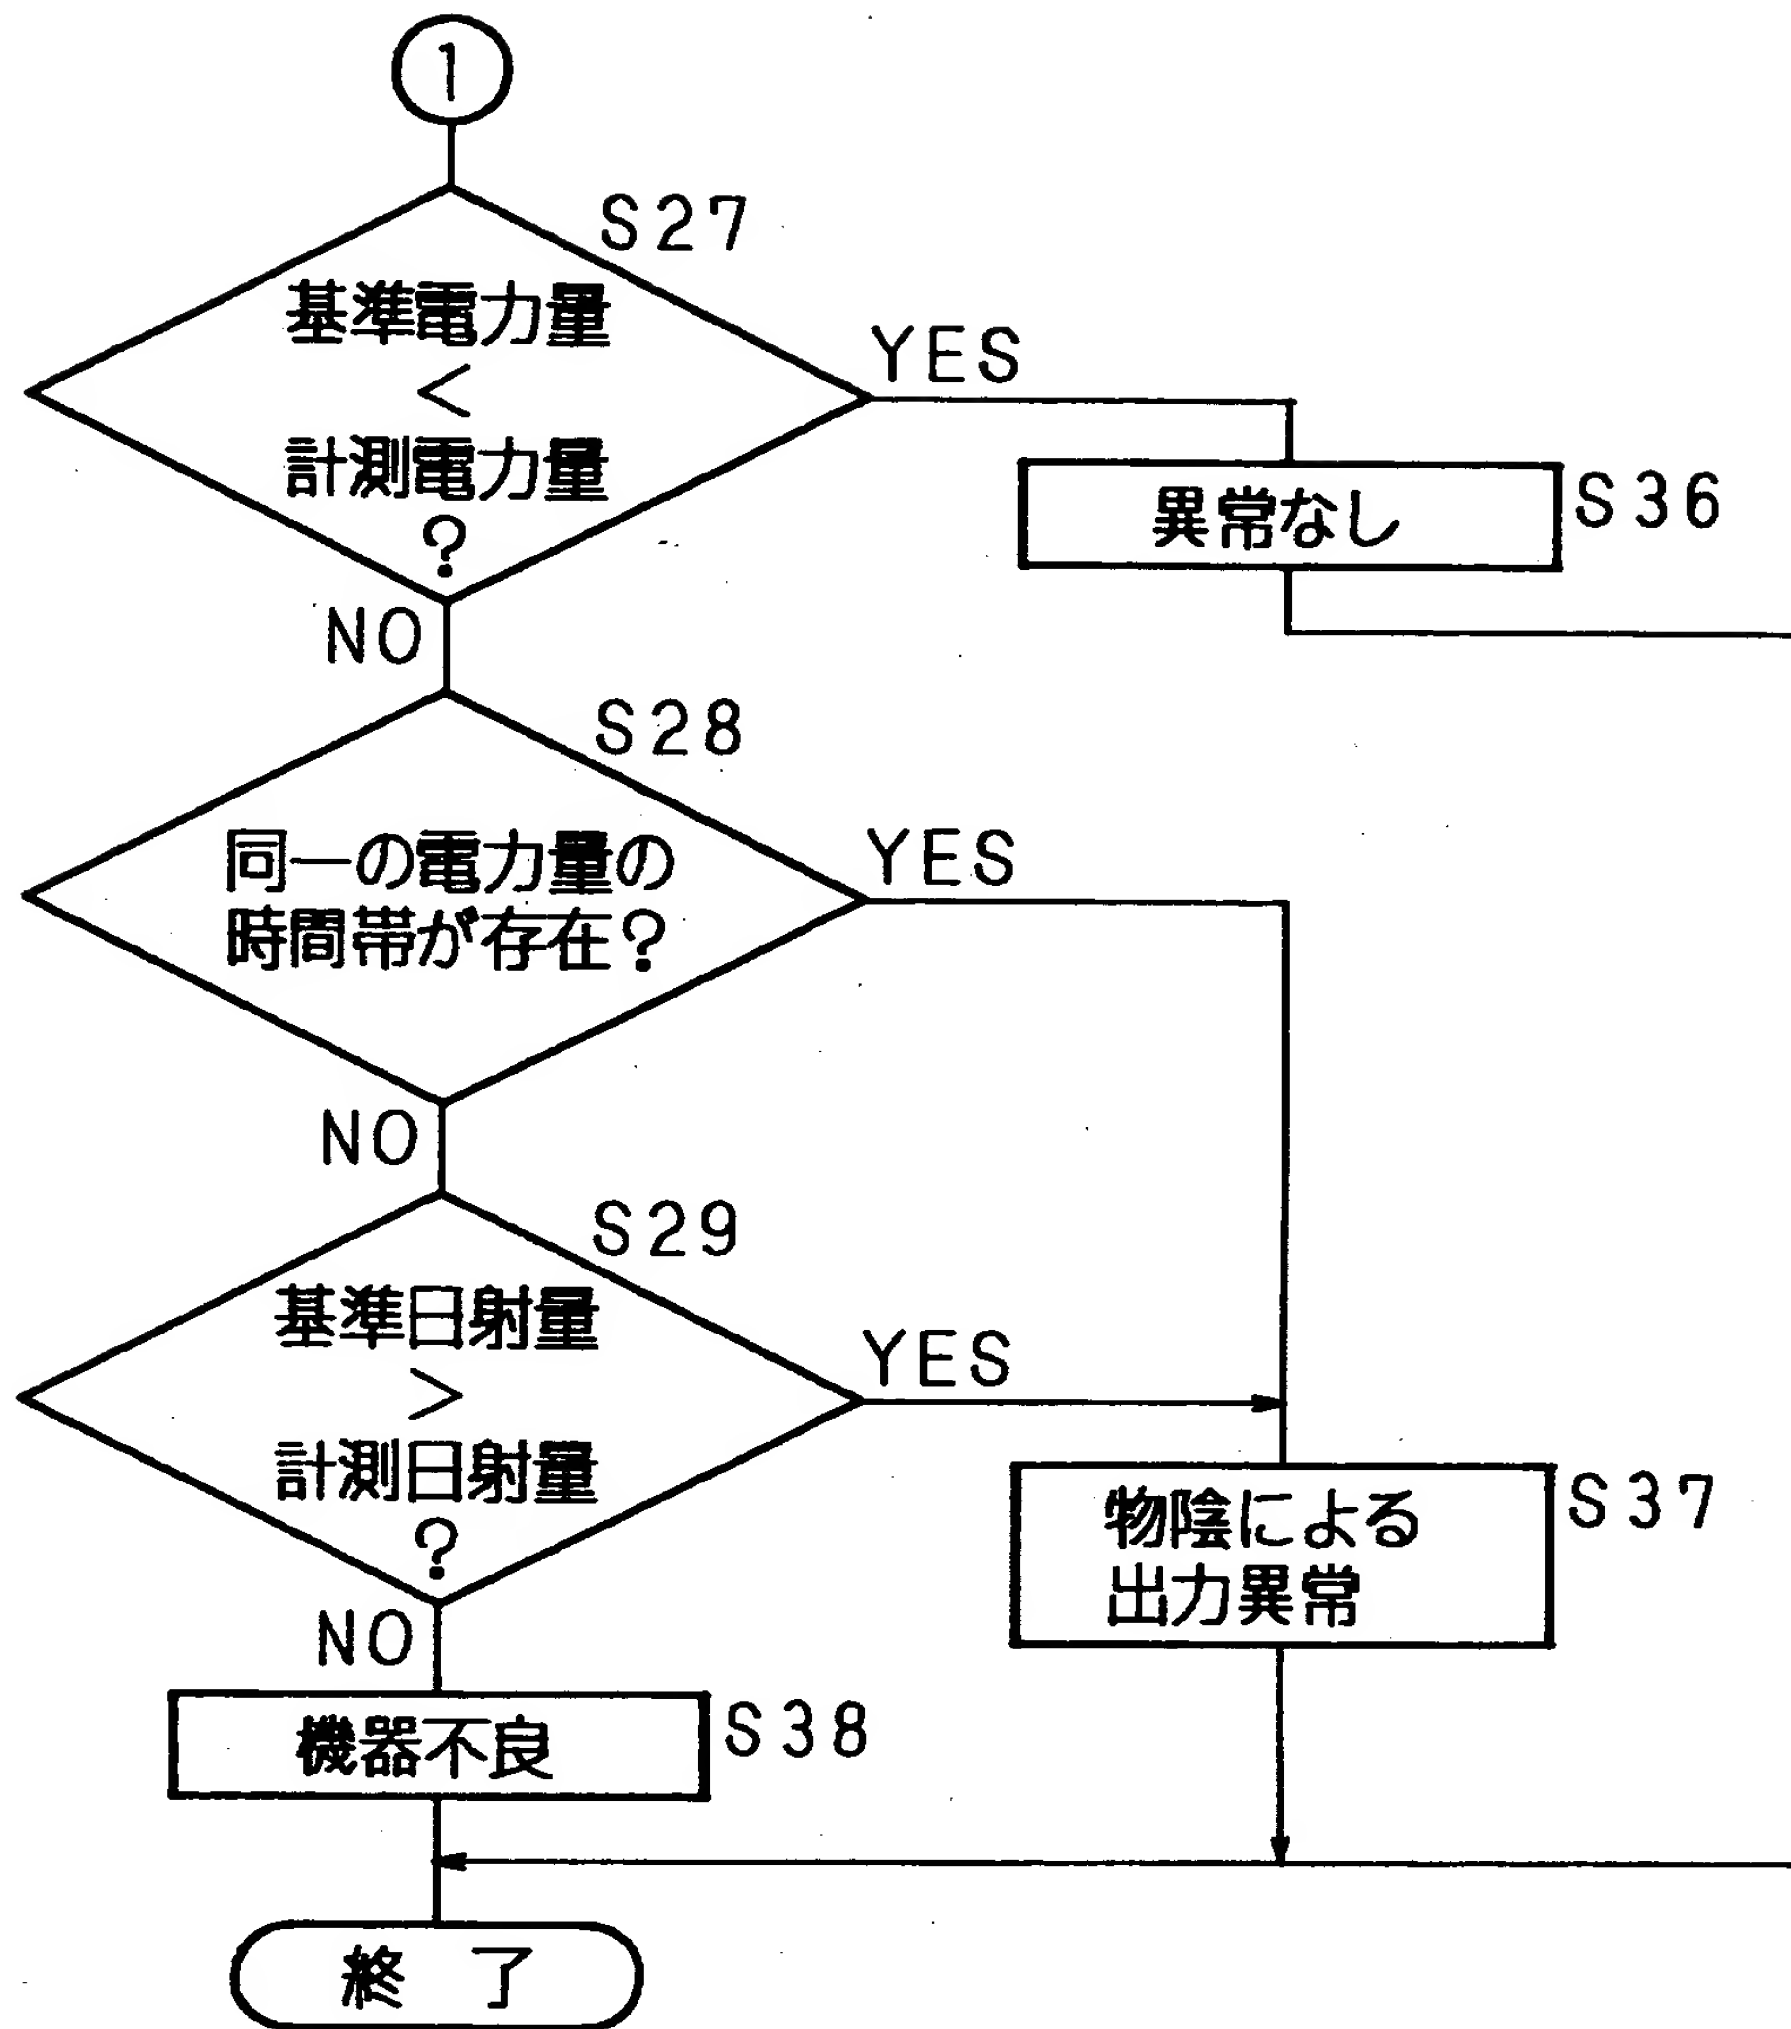 1
S27
基準電力量
<
計測電力量
?
YES
異常なし
S36
NO
S28
同一の電力量の
時間帯が存在?
YES
NO
S29
基準日射量
>
計測日射量
?
YES
物陰による
出力異常
S37
NO
機器不良
S38
終 了